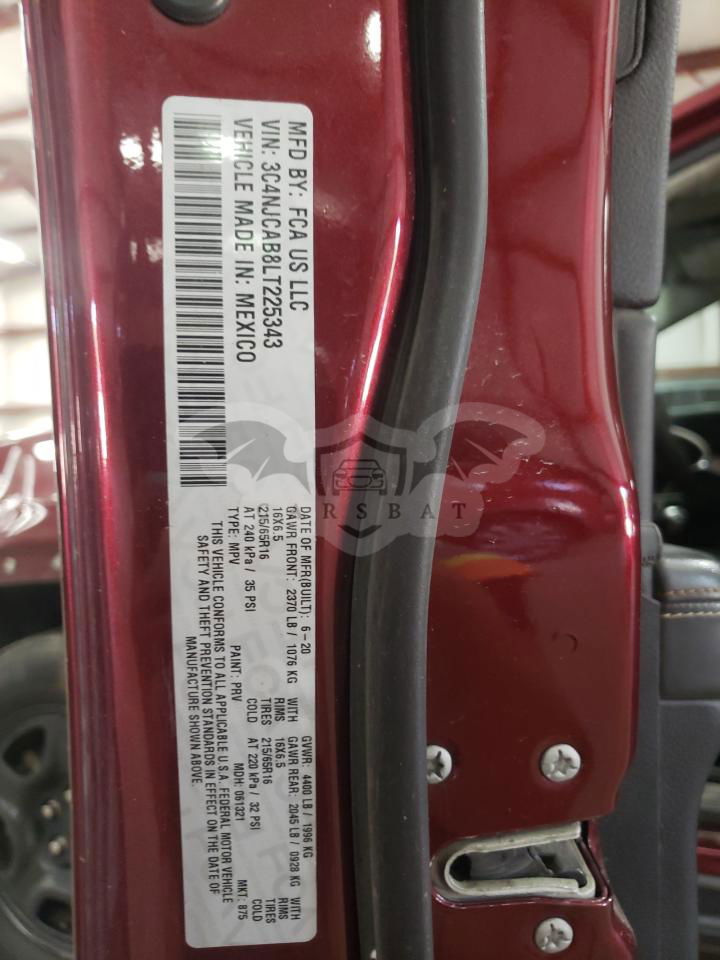 MFD BY: FCA US LLC
VIN: 3C4NJCAB8LT225343
VEHICLE MADE IN: MEXICO
DATE OF MFR(BUILT): 6-20 GVWR: 4400 LB / 1996 KG
GAWR FRONT: 2370 LB / 1076 KG WITH GAWR REAR: 2045 LB / 0928 KG WITH
16X6.5 RIMS 16X6.5 RIMS
215/65R16 TIRES 215/65R16 TIRES
AT 240 kPa / 35 PSI COLD AT 220 kPa / 32 PSI COLD
TYPE: MPV PAINT: PRV MDH: 061321 MKT: 875
THIS VEHICLE CONFORMS TO ALL APPLICABLE U.S.A. FEDERAL MOTOR VEHICLE
SAFETY AND THEFT PREVENTION STANDARDS IN EFFECT ON THE DATE OF
MANUFACTURE SHOWN ABOVE.